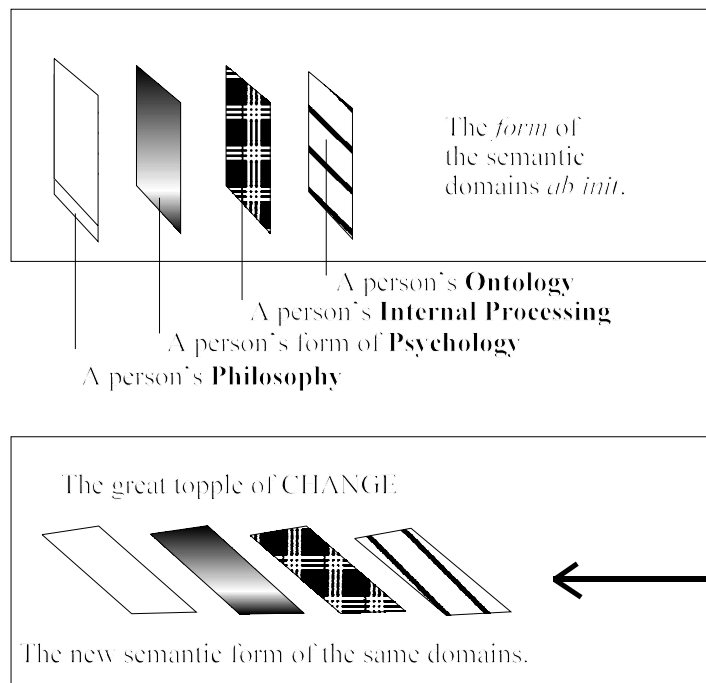 The form of
the semantic
domains ab init.
A person's Ontology
A person's Internal Processing
A person's form of Psychology
A person's Philosophy
The great topple of CHANGE
The new semantic form of the same domains.